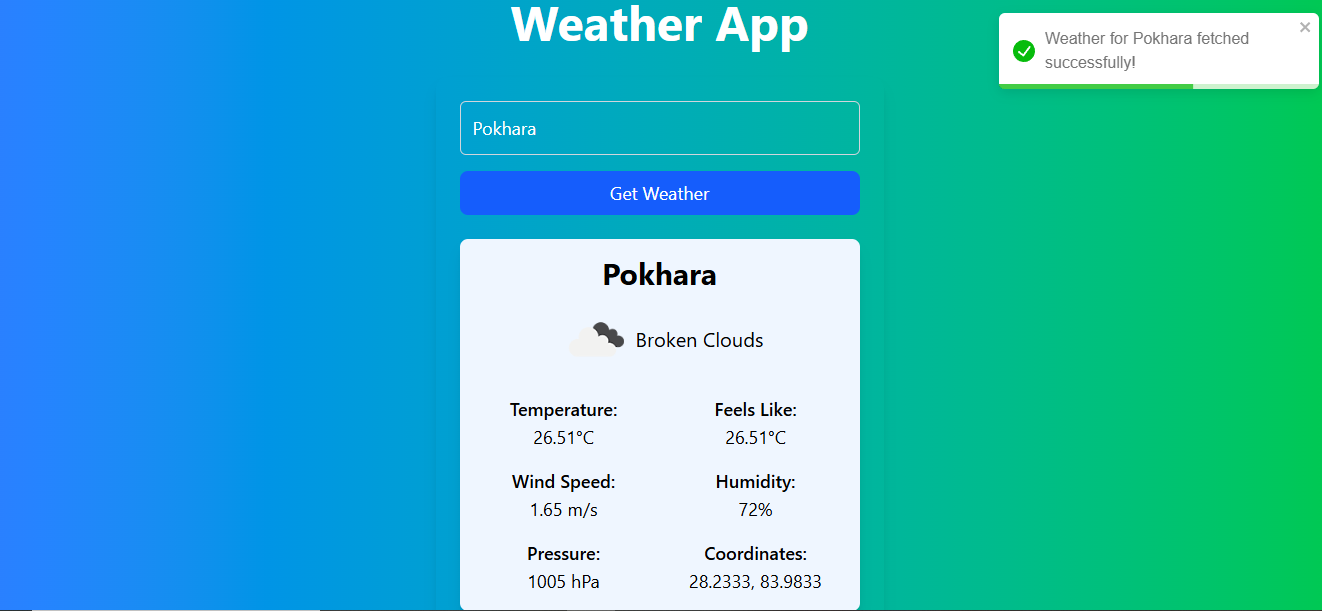 Weather App
Weather for Pokhara fetched
successfully!
Pokhara
Get Weather
Pokhara
Broken Clouds
Temperature:
26.51°C
Feels Like:
26.51°C
Wind Speed:
1.65 m/s
Humidity:
72%
Pressure:
1005 hPa
Coordinates:
28.2333, 83.9833